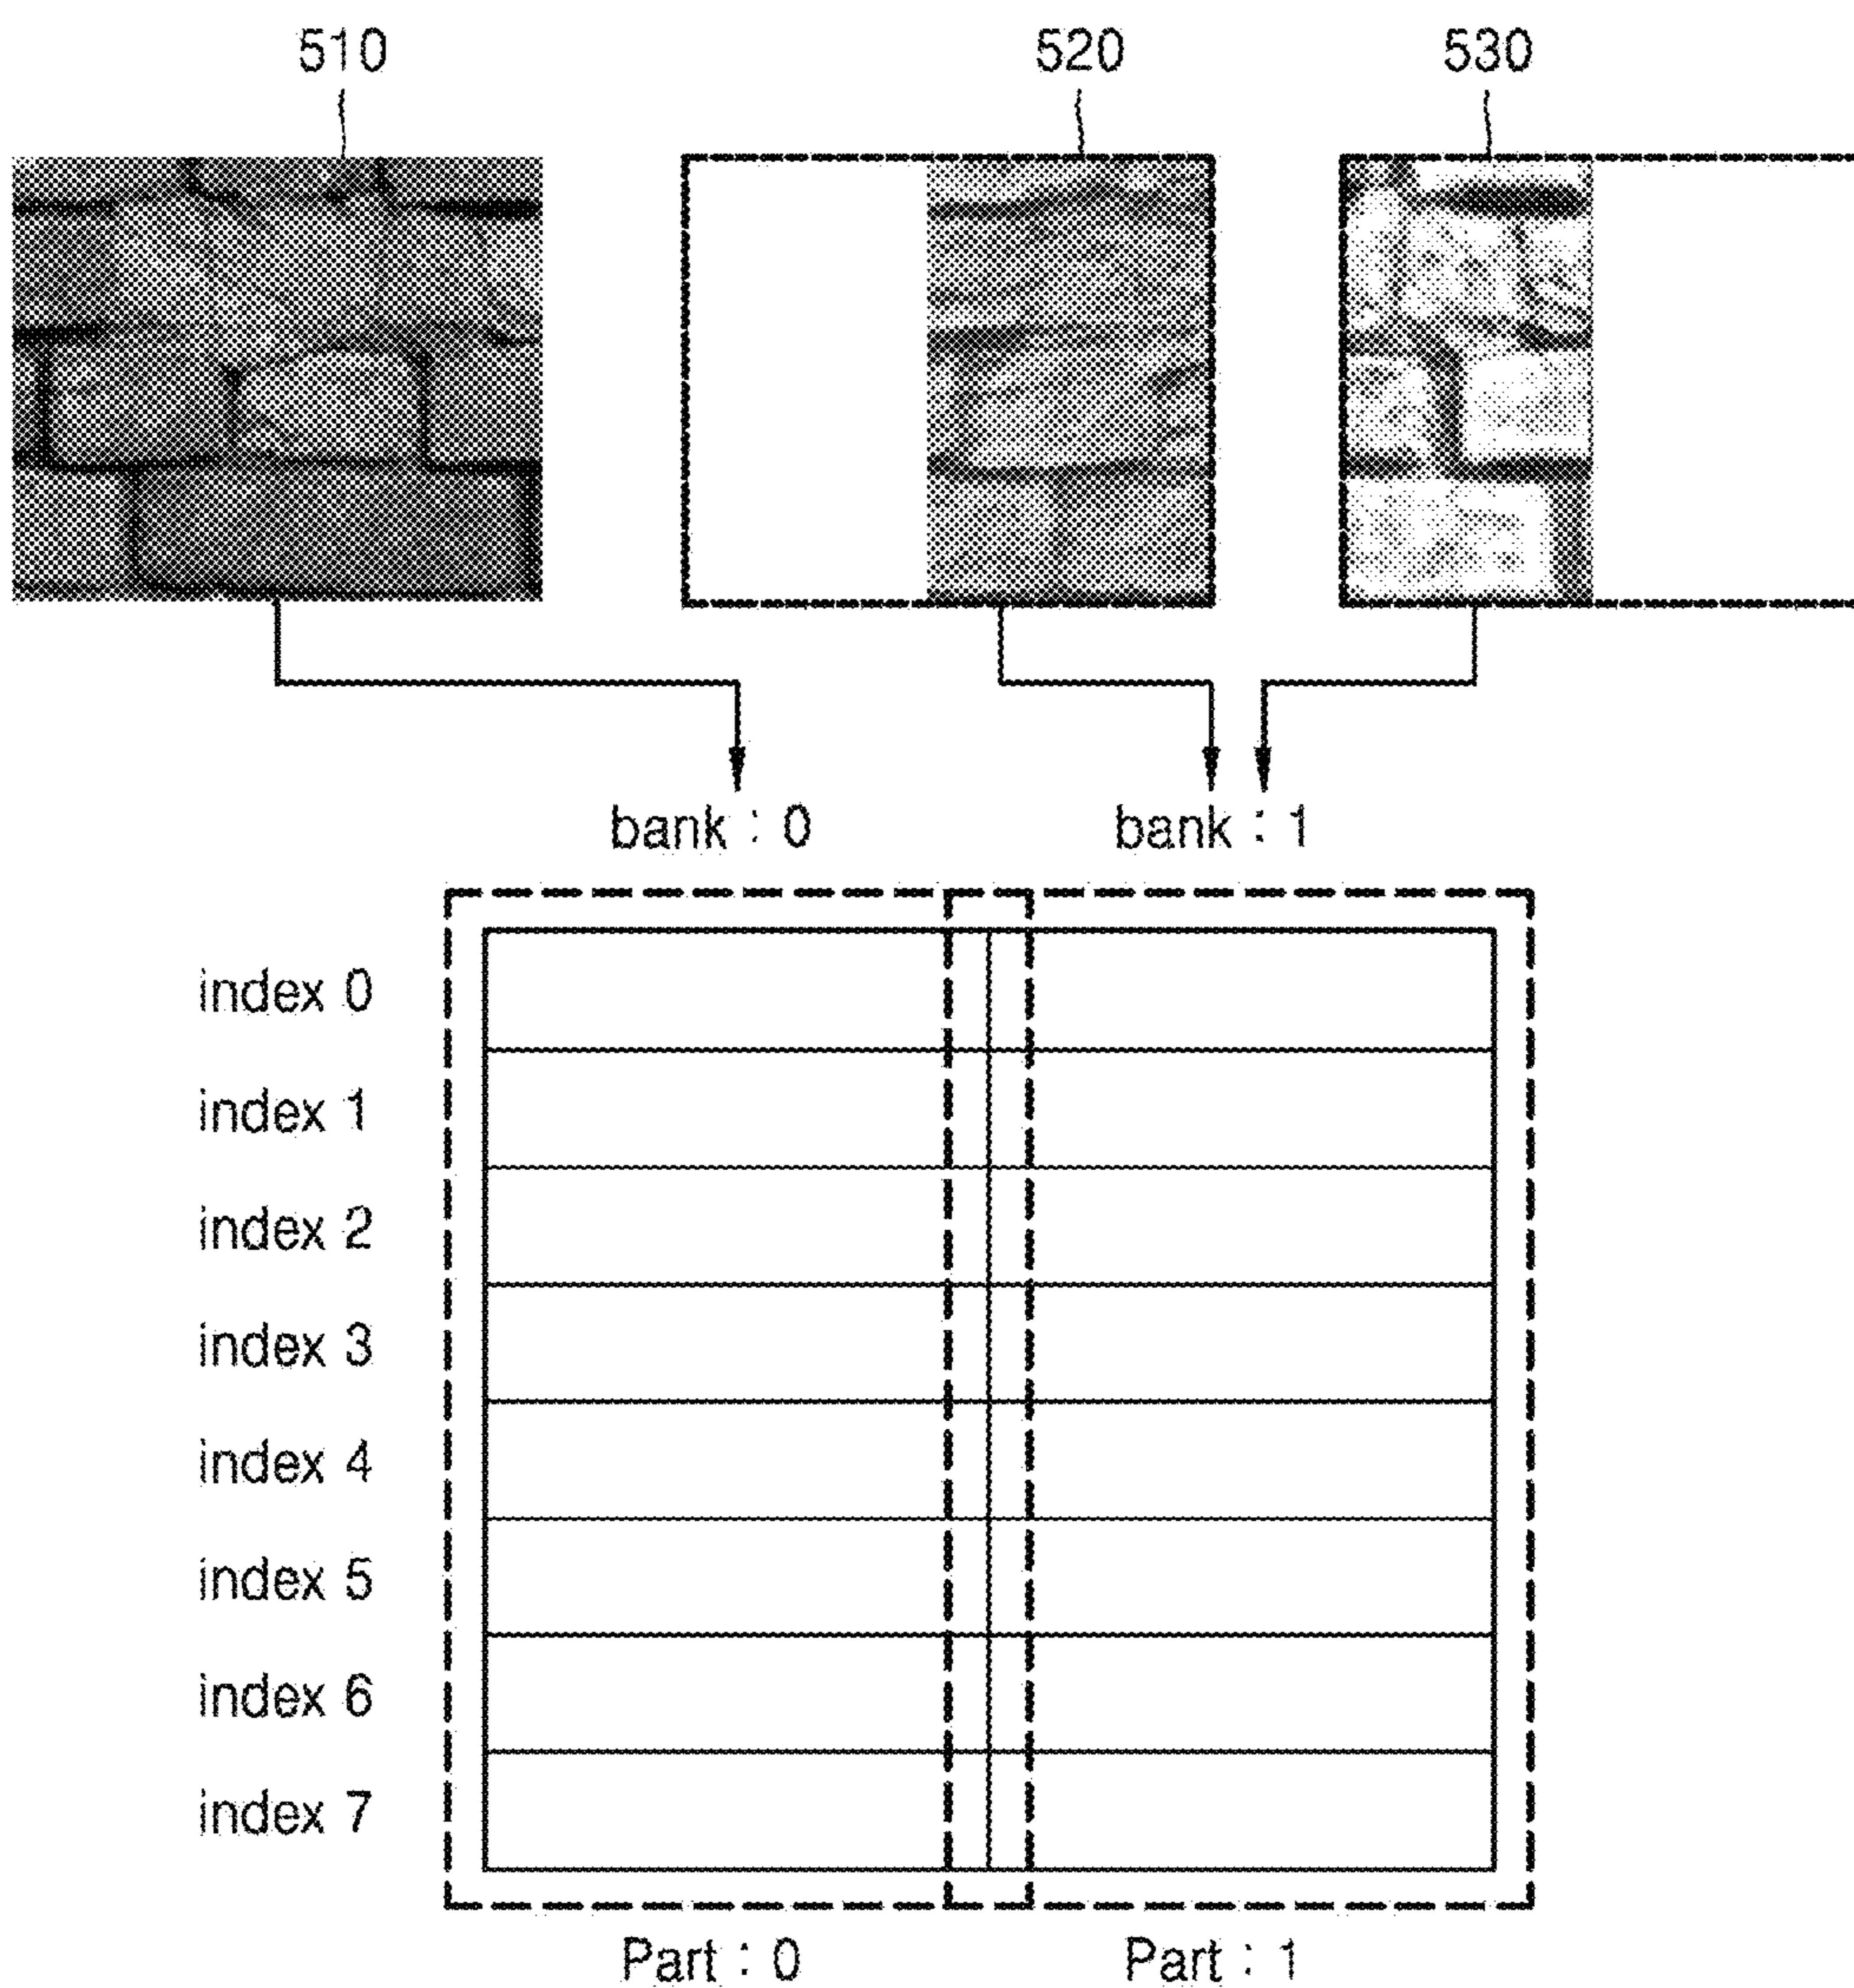 510 520 530
bank : 0 bank : 1
index 0
index 1
index 2
index 3
index 4
index 5
index 6
index 7
Part : 0 Part : 1